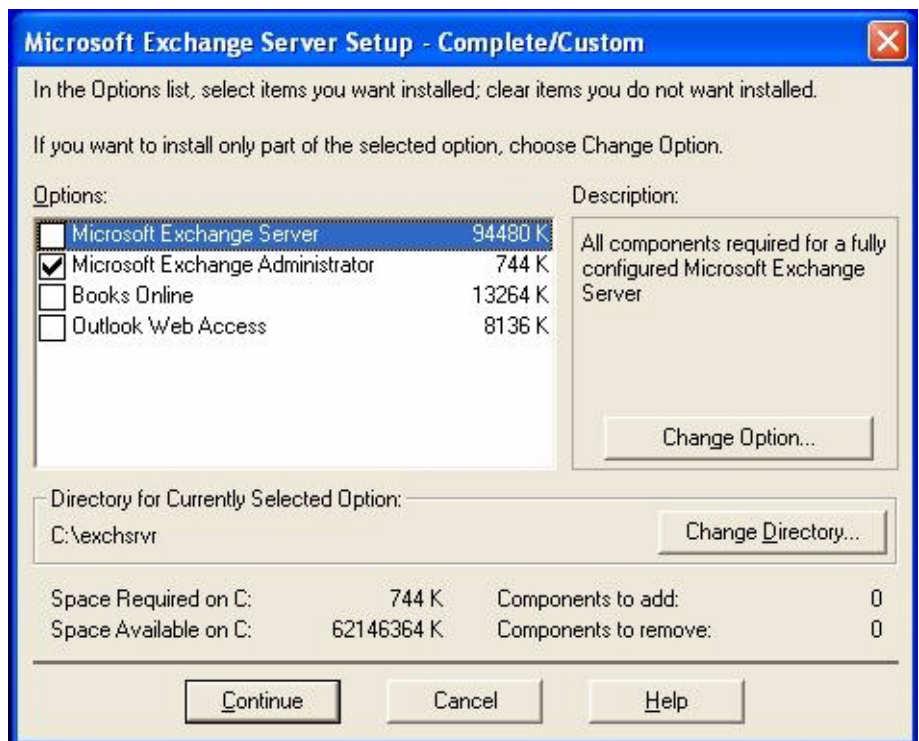 Microsoft Exchange Server Setup - Complete/Custom
In the Options list, select items you want installed; clear items you do not want installed.
If you want to install only part of the selected option, choose Change Option.
Options:
Description:
Microsoft Exchange Server 94480 K
Microsoft Exchange Administrator 744 K
Books Online 13264 K
Outlook Web Access 8136 K
All components required for a fully
configured Microsoft Exchange
Server
Change Option...
Directory for Currently Selected Option:
C:\exchsrvr
Change Directory...
Space Required on C: 744 K
Components to add: 0
Space Available on C: 62146364 K
Components to remove: 0
Continue
Cancel
Help